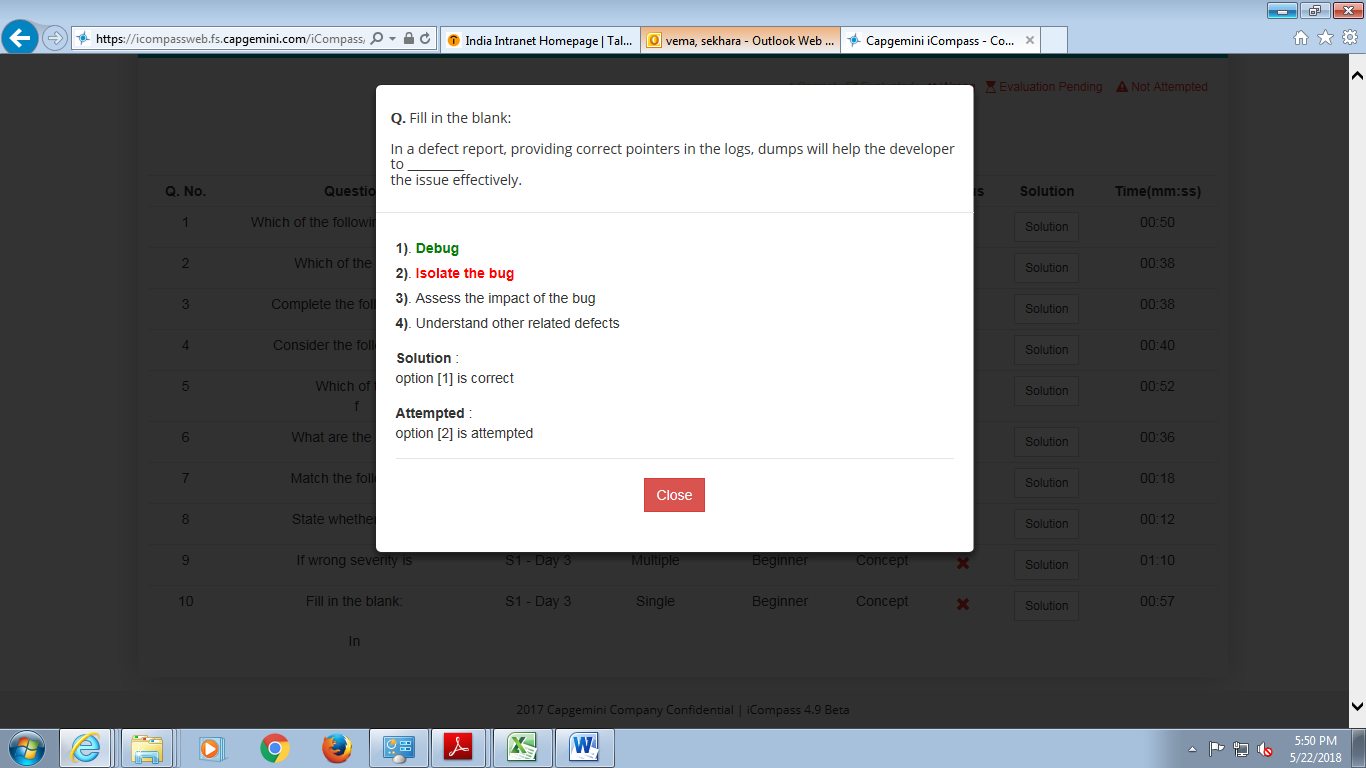 https://icompassweb.fs.capgemini.com/iCompass/
India Intranet Homepage | Tal...
vema, sekhara - Outlook Web ...
Capgemini iCompass - Co...
Evaluation Pending
Not Attempted
Q. Fill in the blank:
In a defect report, providing correct pointers in the logs, dumps will help the developer
to ________
the issue effectively.
1). Debug
2). Isolate the bug
3). Assess the impact of the bug
4). Understand other related defects
Solution :
option [1] is correct
Attempted :
option [2] is attempted
Close
Q. No. Questio s Solution Time(mm:ss)
1 Which of the followin Solution 00:50
2 Which of the Solution 00:38
3 Complete the foll Solution 00:38
4 Consider the foll Solution 00:40
5 Which of Solution 00:52
f
6 What are the Solution 00:36
7 Match the foll Solution 00:18
8 State whether Solution 00:12
9 If wrong severity is S1 - Day 3 Multiple Beginner Concept Solution 01:10
10 Fill in the blank: S1 - Day 3 Single Beginner Concept Solution 00:57
In
2017 Capgemini Company Confidential | iCompass 4.9 Beta
5:50 PM
5/22/2018